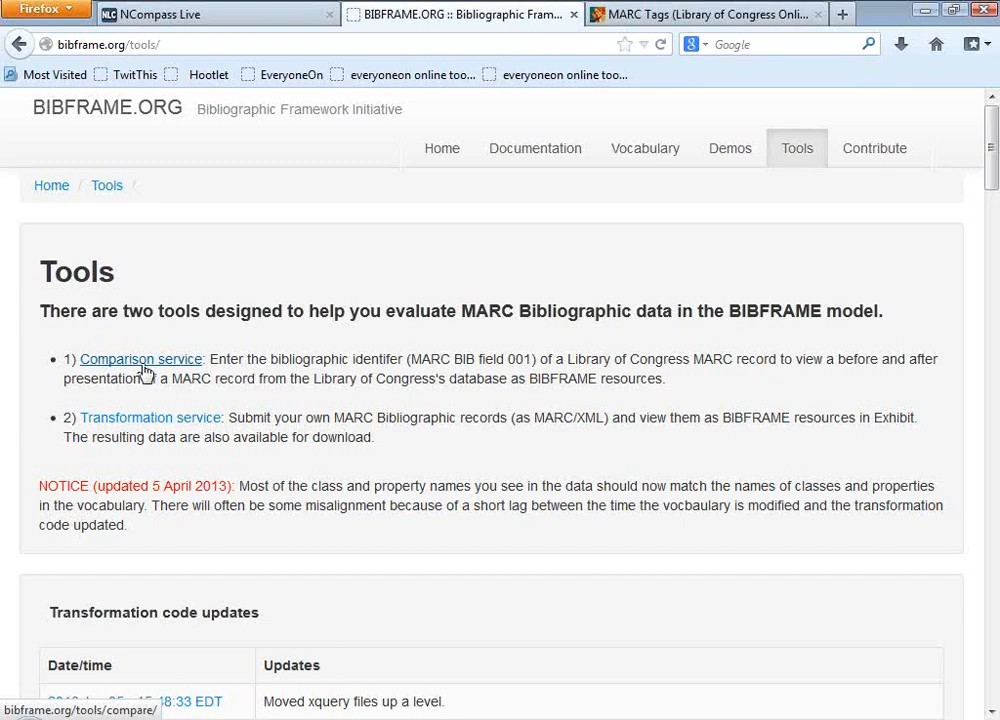 Firefox
NLC NCompass Live
BIBFRAME.ORG :: Bibliographic Fram...
MARC Tags (Library of Congress Onli...
bibframe.org/tools/
Google
Most Visited TwitThis Hootlet EveryoneOn everyoneon online too... everyoneon online too...
BIBFRAME.ORG Bibliographic Framework Initiative
Home Documentation Vocabulary Demos Tools Contribute
Home / Tools /
Tools
There are two tools designed to help you evaluate MARC Bibliographic data in the BIBFRAME model.
• 1) Comparison service: Enter the bibliographic identifer (MARC BIB field 001) of a Library of Congress MARC record to view a before and after
presentation of a MARC record from the Library of Congress's database as BIBFRAME resources.
• 2) Transformation service: Submit your own MARC Bibliographic records (as MARC/XML) and view them as BIBFRAME resources in Exhibit.
The resulting data are also available for download.
NOTICE (updated 5 April 2013): Most of the class and property names you see in the data should now match the names of classes and properties
in the vocabulary. There will often be some misalignment because of a short lag between the time the vocbaulary is modified and the transformation
code updated.
Transformation code updates
Date/time Updates
48:33 EDT Moved xquery files up a level.
bibframe.org/tools/compare/